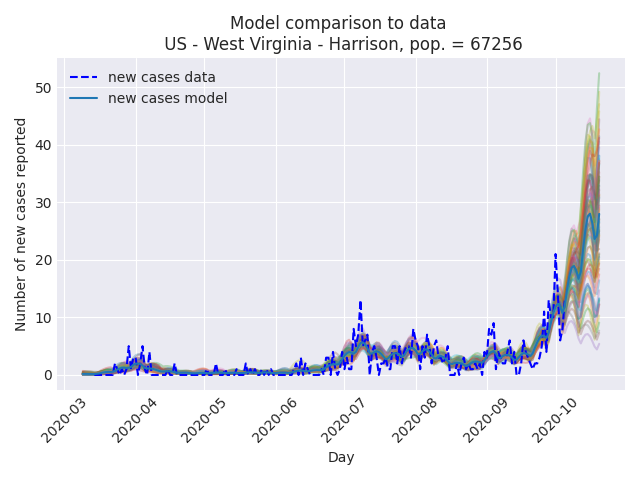 Model comparison to data
US - West Virginia - Harrison, pop. = 67256
new cases data
new cases model
Number of new cases reported
50
40
30
20
10
0
2020-03
2020-04
2020-05
2020-06
2020-07
2020-08
2020-09
2020-10
Day